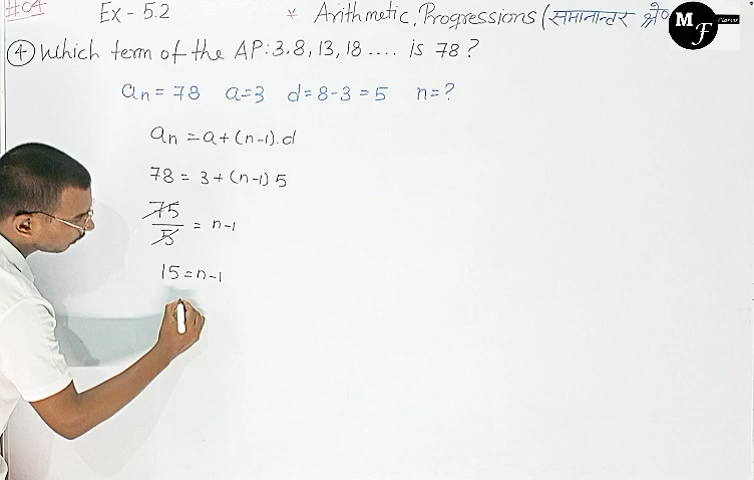 #04 Ex - 5.2 * Arithmetic Progressions (समानान्तर श्रे
M F Classes
④ Which term of the AP: 3, 8, 13, 18 .... is 78?
an = 78 a=3 d=8-3=5 n=?
an = a+(n-1).d
78 = 3+(n-1) 5
75/5 = n-1
15=n-1